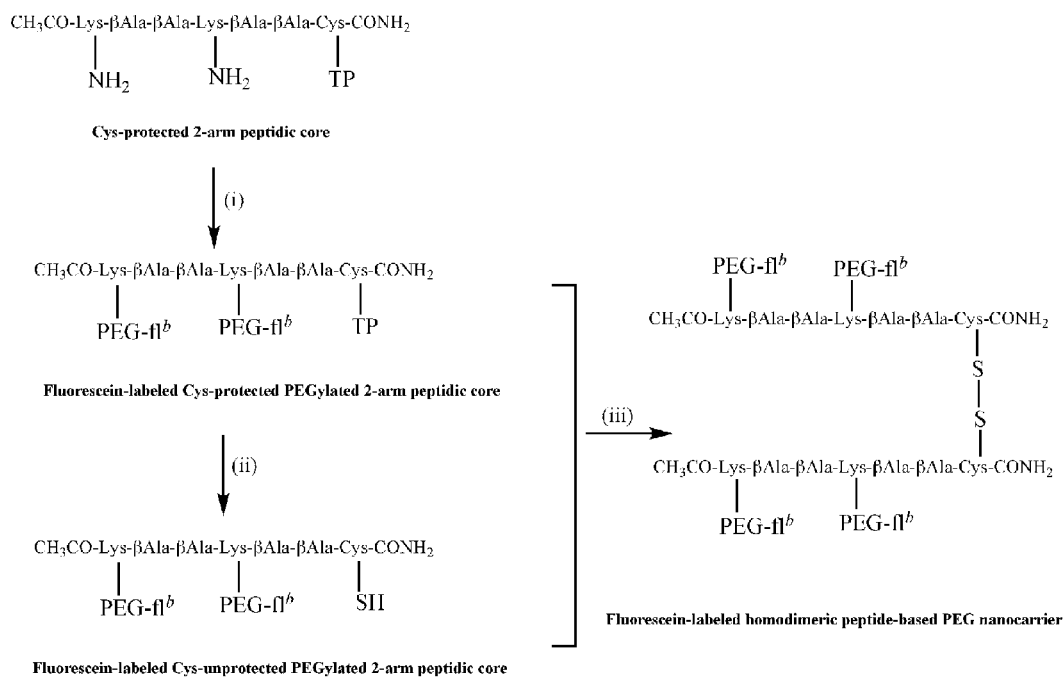 CH₃CO-Lys-βAla-βAla-Lys-βAla-βAla-Cys-CONH₂
NH₂ NH₂ TP
Cys-protected 2-arm peptidic core
(i)
CH₃CO-Lys-βAla-βAla-Lys-βAla-βAla-Cys-CONH₂
PEG-flᵇ PEG-flᵇ TP
Fluorescein-labeled Cys-protected PEGylated 2-arm peptidic core
(ii)
CH₃CO-Lys-βAla-βAla-Lys-βAla-βAla-Cys-CONH₂
PEG-flᵇ PEG-flᵇ SH
Fluorescein-labeled Cys-unprotected PEGylated 2-arm peptidic core
(iii)
PEG-flᵇ PEG-flᵇ
CH₃CO-Lys-βAla-βAla-Lys-βAla-βAla-Cys-CONH₂
S
S
CH₃CO-Lys-βAla-βAla-Lys-βAla-βAla-Cys-CONH₂
PEG-flᵇ PEG-flᵇ
Fluorescein-labeled homodimeric peptide-based PEG nanocarrier